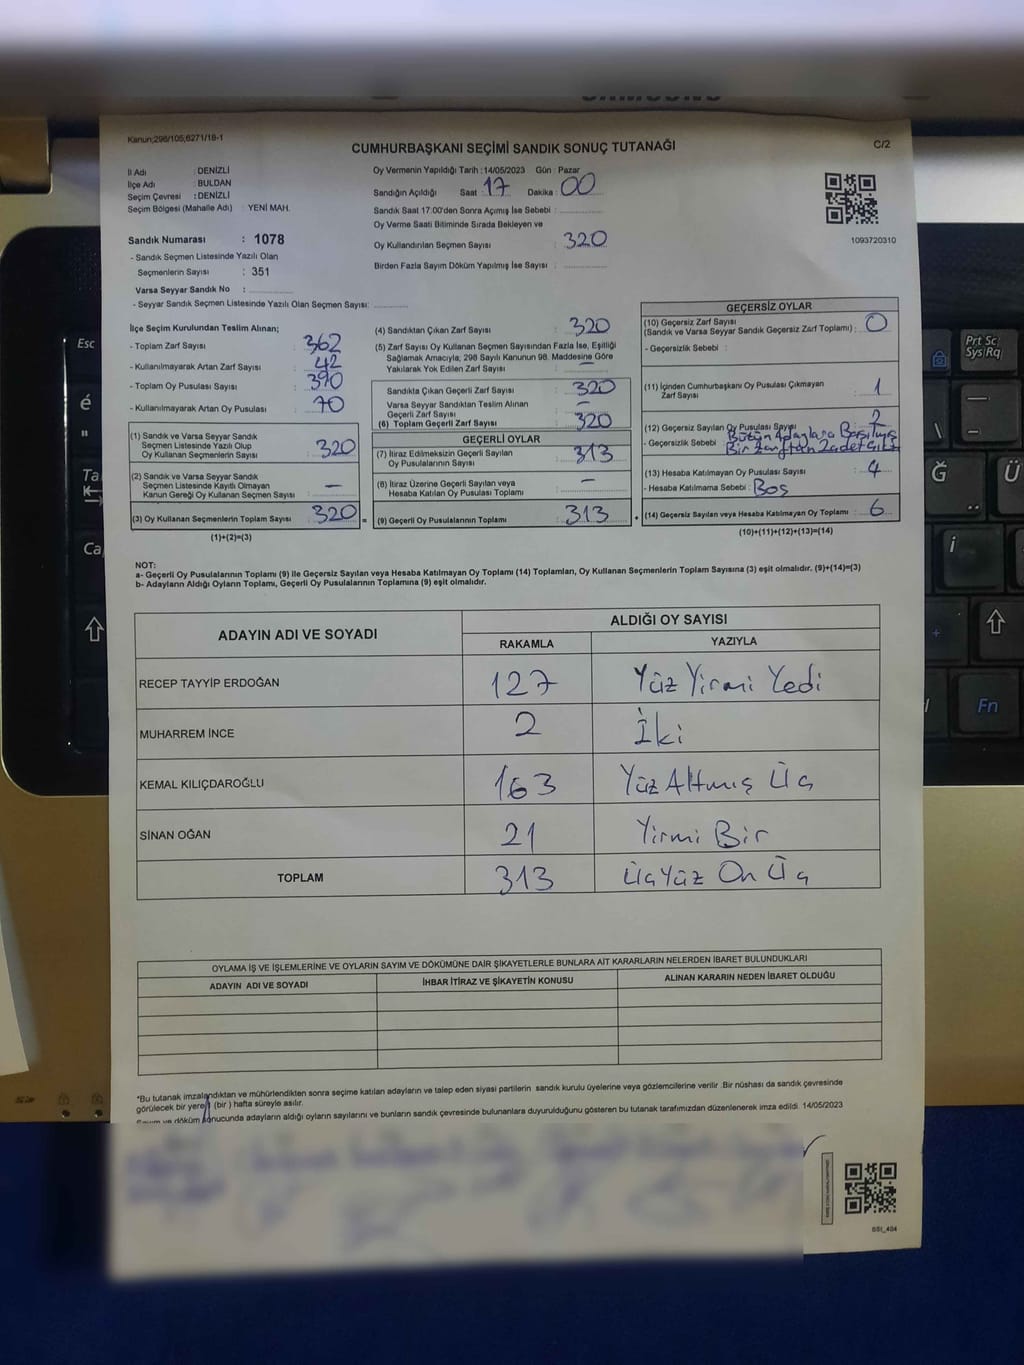 SAMSUNG
Kanun;298/105;6271/18-1
CUMHURBAŞKANI SEÇİMİ SANDIK SONUÇ TUTANAĞI
C/2
İl Adı : DENİZLİ
İlçe Adı : BULDAN
Seçim Çevresi : DENİZLİ
Seçim Bölgesi (Mahalle Adı) : YENİ MAH.
Oy Vermenin Yapıldığı Tarih : 14/05/2023 Gün : Pazar
Sandığın Açıldığı Saat 17 Dakika : 00
Sandık Saat 17:00'den Sonra Açımış İse Sebebi :
Oy Verme Saati Bitiminde Sırada Bekleyen ve
Oy Kullandırılan Seçmen Sayısı : 320
Birden Fazla Sayım Döküm Yapılmış İse Sayısı :
1093720310
Sandık Numarası : 1078
- Sandık Seçmen Listesinde Yazılı Olan
Seçmenlerin Sayısı : 351
Varsa Seyyar Sandık No :
- Seyyar Sandık Seçmen Listesinde Yazılı Olan Seçmen Sayısı:
İlçe Seçim Kurulundan Teslim Alınan;
- Toplam Zarf Sayısı : 362
- Kullanılmayarak Artan Zarf Sayısı : 42
- Toplam Oy Pusulası Sayısı : 390
- Kullanılmayarak Artan Oy Pusulası : 70
(1) Sandık ve Varsa Seyyar Sandık
Seçmen Listesinde Yazılı Olup
Oy Kullanan Seçmenlerin Sayısı : 320
(2) Sandık ve Varsa Seyyar Sandık
Seçmen Listesinde Kayıtlı Olmayan
Kanun Gereği Oy Kullanan Seçmen Sayısı : —
(3) Oy Kullanan Seçmenlerin Toplam Sayısı : 320 =
(1)+(2)=(3)
(4) Sandıktan Çıkan Zarf Sayısı : 320
(5) Zarf Sayısı Oy Kullanan Seçmen Sayısından Fazla İse, Eşitliği
Sağlamak Amacıyla; 298 Sayılı Kanunun 98. Maddesine Göre
Yakılarak Yok Edilen Zarf Sayısı : —
Sandıkta Çıkan Geçerli Zarf Sayısı : 320
Varsa Seyyar Sandıktan Teslim Alınan
Geçerli Zarf Sayısı : —
(6) Toplam Geçerli Zarf Sayısı : 320
GEÇERLİ OYLAR
(7) İtiraz Edilmeksizin Geçerli Sayılan
Oy Pusulalarının Sayısı : 313
(8) İtiraz Üzerine Geçerli Sayılan veya
Hesaba Katılan Oy Pusulası Toplamı : —
(9) Geçerli Oy Pusulalarının Toplamı : 313 +
GEÇERSİZ OYLAR
(10) Geçersiz Zarf Sayısı
(Sandık ve Varsa Seyyar Sandık Geçersiz Zarf Toplamı) : 0
- Geçersizlik Sebebi :
(11) İçinden Cumhurbaşkanı Oy Pusulası Çıkmayan
Zarf Sayısı : 1
(12) Geçersiz Sayılan Oy Pusulası Sayısı
- Geçersizlik Sebebi : Bütün Adaylara Basılmış
Bir Zarftan 2 adet
(13) Hesaba Katılmayan Oy Pusulası Sayısı : 4
- Hesaba Katılmama Sebebi : Boş
(14) Geçersiz Sayılan veya Hesaba Katılmayan Oy Toplamı : 6
(10)+(11)+(12)+(13)=(14)
NOT:
a- Geçerli Oy Pusulalarının Toplamı (9) ile Geçersiz Sayılan veya Hesaba Katılmayan Oy Toplamı (14) Toplamları, Oy Kullanan Seçmenlerin Toplam Sayısına (3) eşit olmalıdır. (9)+(14)=(3)
b- Adayların Aldığı Oyların Toplamı, Geçerli Oy Pusulalarının Toplamına (9) eşit olmalıdır.
ADAYIN ADI VE SOYADI
ALDIĞI OY SAYISI
RAKAMLA YAZIYLA
RECEP TAYYİP ERDOĞAN 127 Yüz Yirmi Yedi
MUHARREM İNCE 2 İki
KEMAL KILIÇDAROĞLU 163 Yüz Altmış Üç
SİNAN OĞAN 21 Yirmi Bir
TOPLAM 313 Üç Yüz On Üç
OYLAMA İŞ VE İŞLEMLERİNE VE OYLARIN SAYIM VE DÖKÜMÜNE DAİR ŞİKAYETLERLE BUNLARA AİT KARARLARIN NELERDEN İBARET BULUNDUKLARI
ADAYIN ADI VE SOYADI İHBAR İTİRAZ VE ŞİKAYETİN KONUSU ALINAN KARARIN NEDEN İBARET OLDUĞU
*Bu tutanak imzalandıktan ve mühürlendikten sonra seçime katılan adayların ve talep eden siyasi partilerin sandık kurulu üyelerine veya gözlemcilerine verilir .Bir nüshası da sandık çevresinde
görülecek bir yere 1 (bir ) hafta süreyle asılır.
Sayım ve döküm sonucunda adayların aldığı oyların sayılarını ve bunların sandık çevresinde bulunanlara duyurulduğunu gösteren bu tutanak tarafımızdan düzenlenerek imza edildi. 14/05/2023
SSI_404
Esc
é
"
Ta
Ca
Prt Sc
Sys Rq
Ğ
Ü
i
Fn